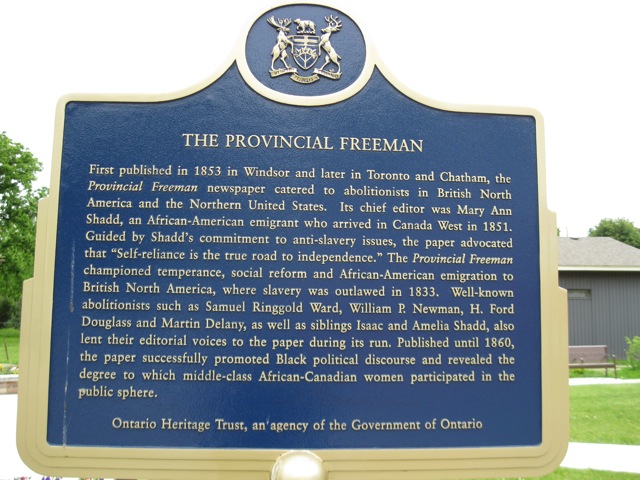 THE PROVINCIAL FREEMAN
First published in 1853 in Windsor and later in Toronto and Chatham, the
Provincial Freeman newspaper catered to abolitionists in British North
America and the Northern United States. Its chief editor was Mary Ann
Shadd, an African-American emigrant who arrived in Canada West in 1851.
Guided by Shadd's commitment to anti-slavery issues, the paper advocated
that "Self-reliance is the true road to independence." The Provincial Freeman
championed temperance, social reform and African-American emigration to
British North America, where slavery was outlawed in 1833. Well-known
abolitionists such as Samuel Ringgold Ward, William P. Newman, H. Ford
Douglass and Martin Delany, as well as siblings Isaac and Amelia Shadd, also
lent their editorial voices to the paper during its run. Published until 1860,
the paper successfully promoted Black political discourse and revealed the
degree to which middle-class African-Canadian women participated in the
public sphere.
Ontario Heritage Trust, an agency of the Government of Ontario